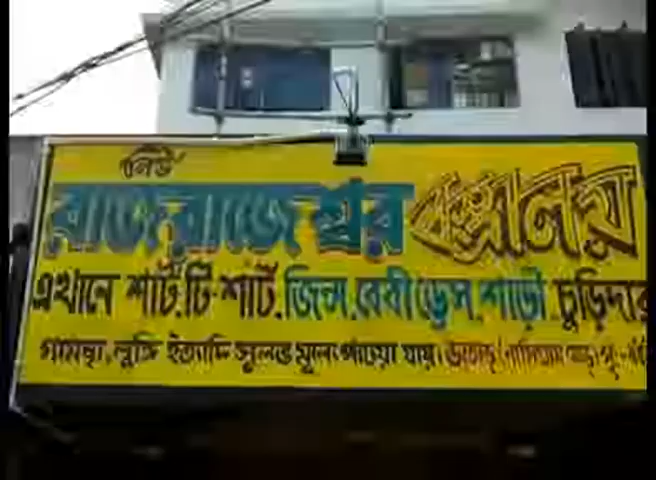 নিউ
রাজরাজেশ্বর বস্ত্রালয়
এখানে শার্ট.টি-শার্ট.জিন্স.বেবী ড্রেস.শাড়ী.চুড়িদার
গামছা,লুঙ্গি ইত্যাদি সুলভ মূল্যে পাওয়া যায়।